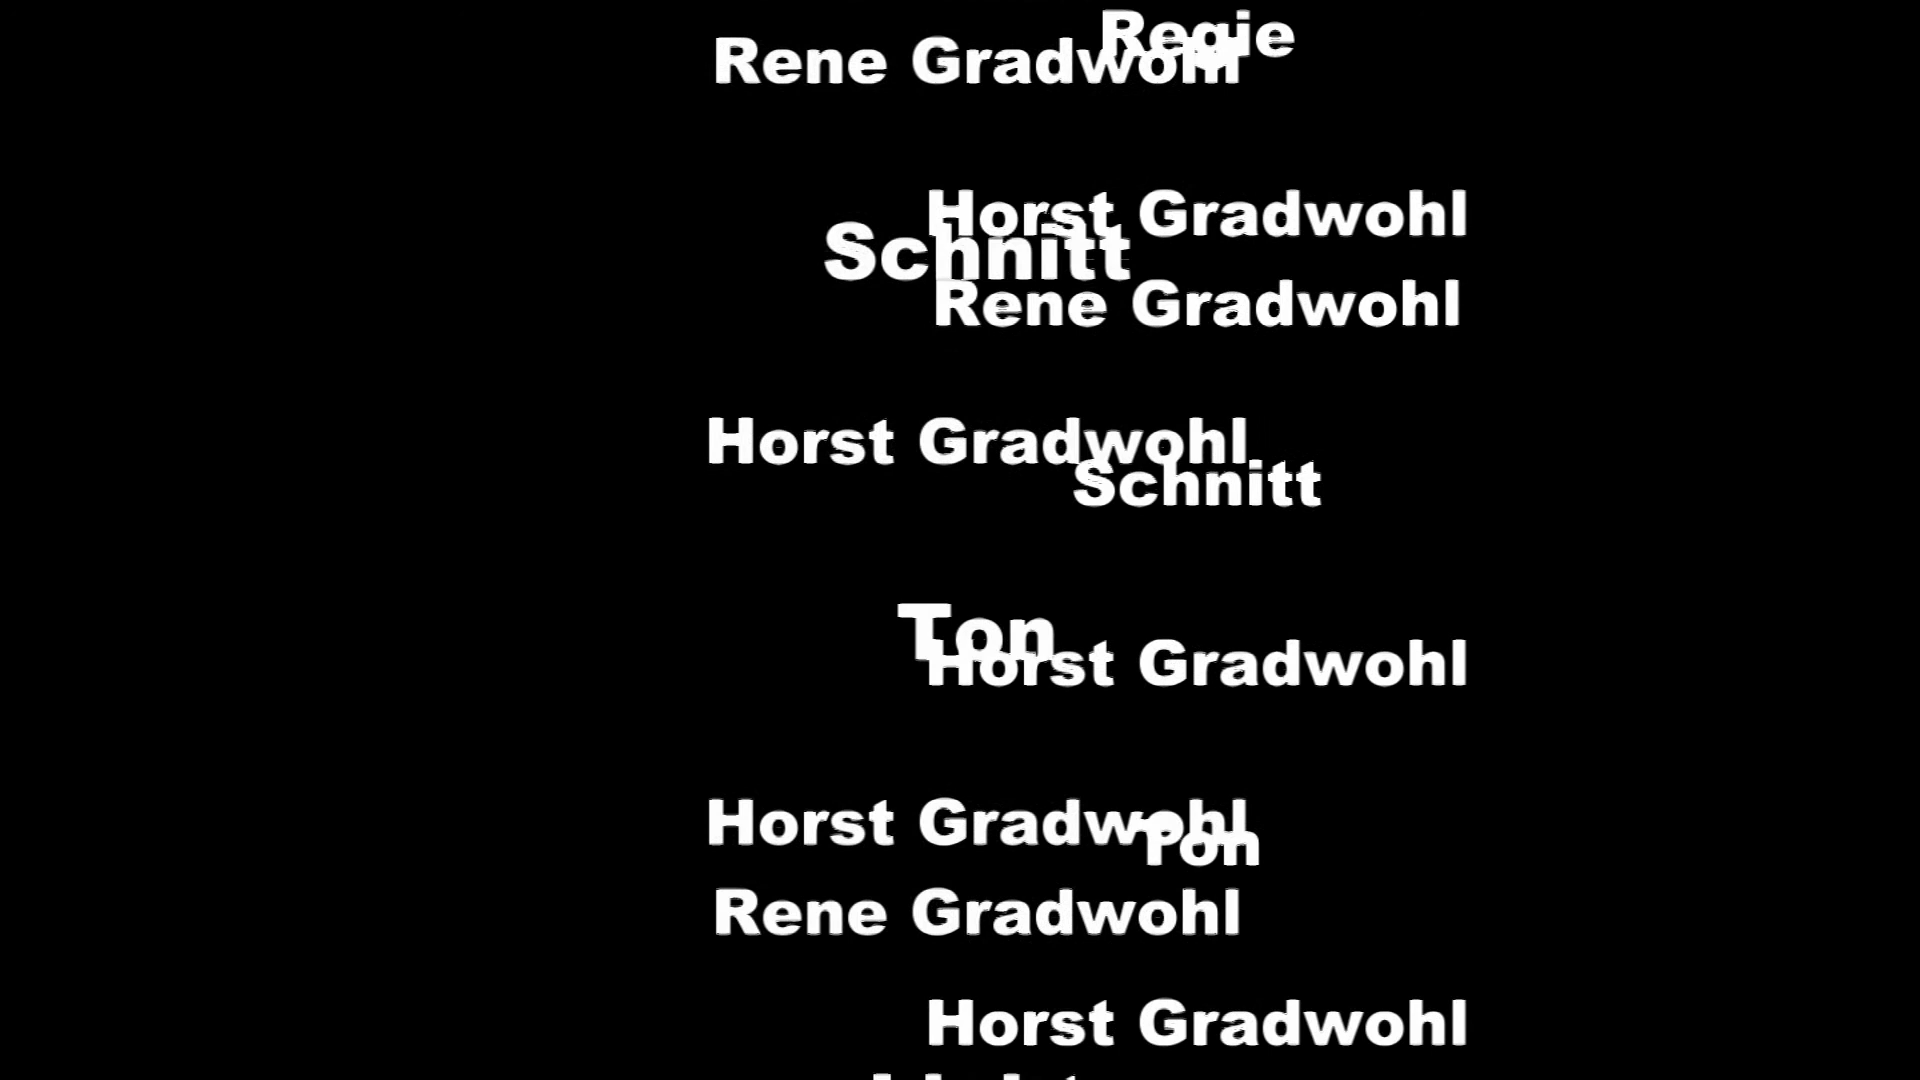 Regie
Rene Gradwohl
Horst Gradwohl
Schnitt
Rene Gradwohl
Horst Gradwohl
Schnitt
Ton
Horst Gradwohl
Horst Gradwohl
Ton
Rene Gradwohl
Horst Gradwohl